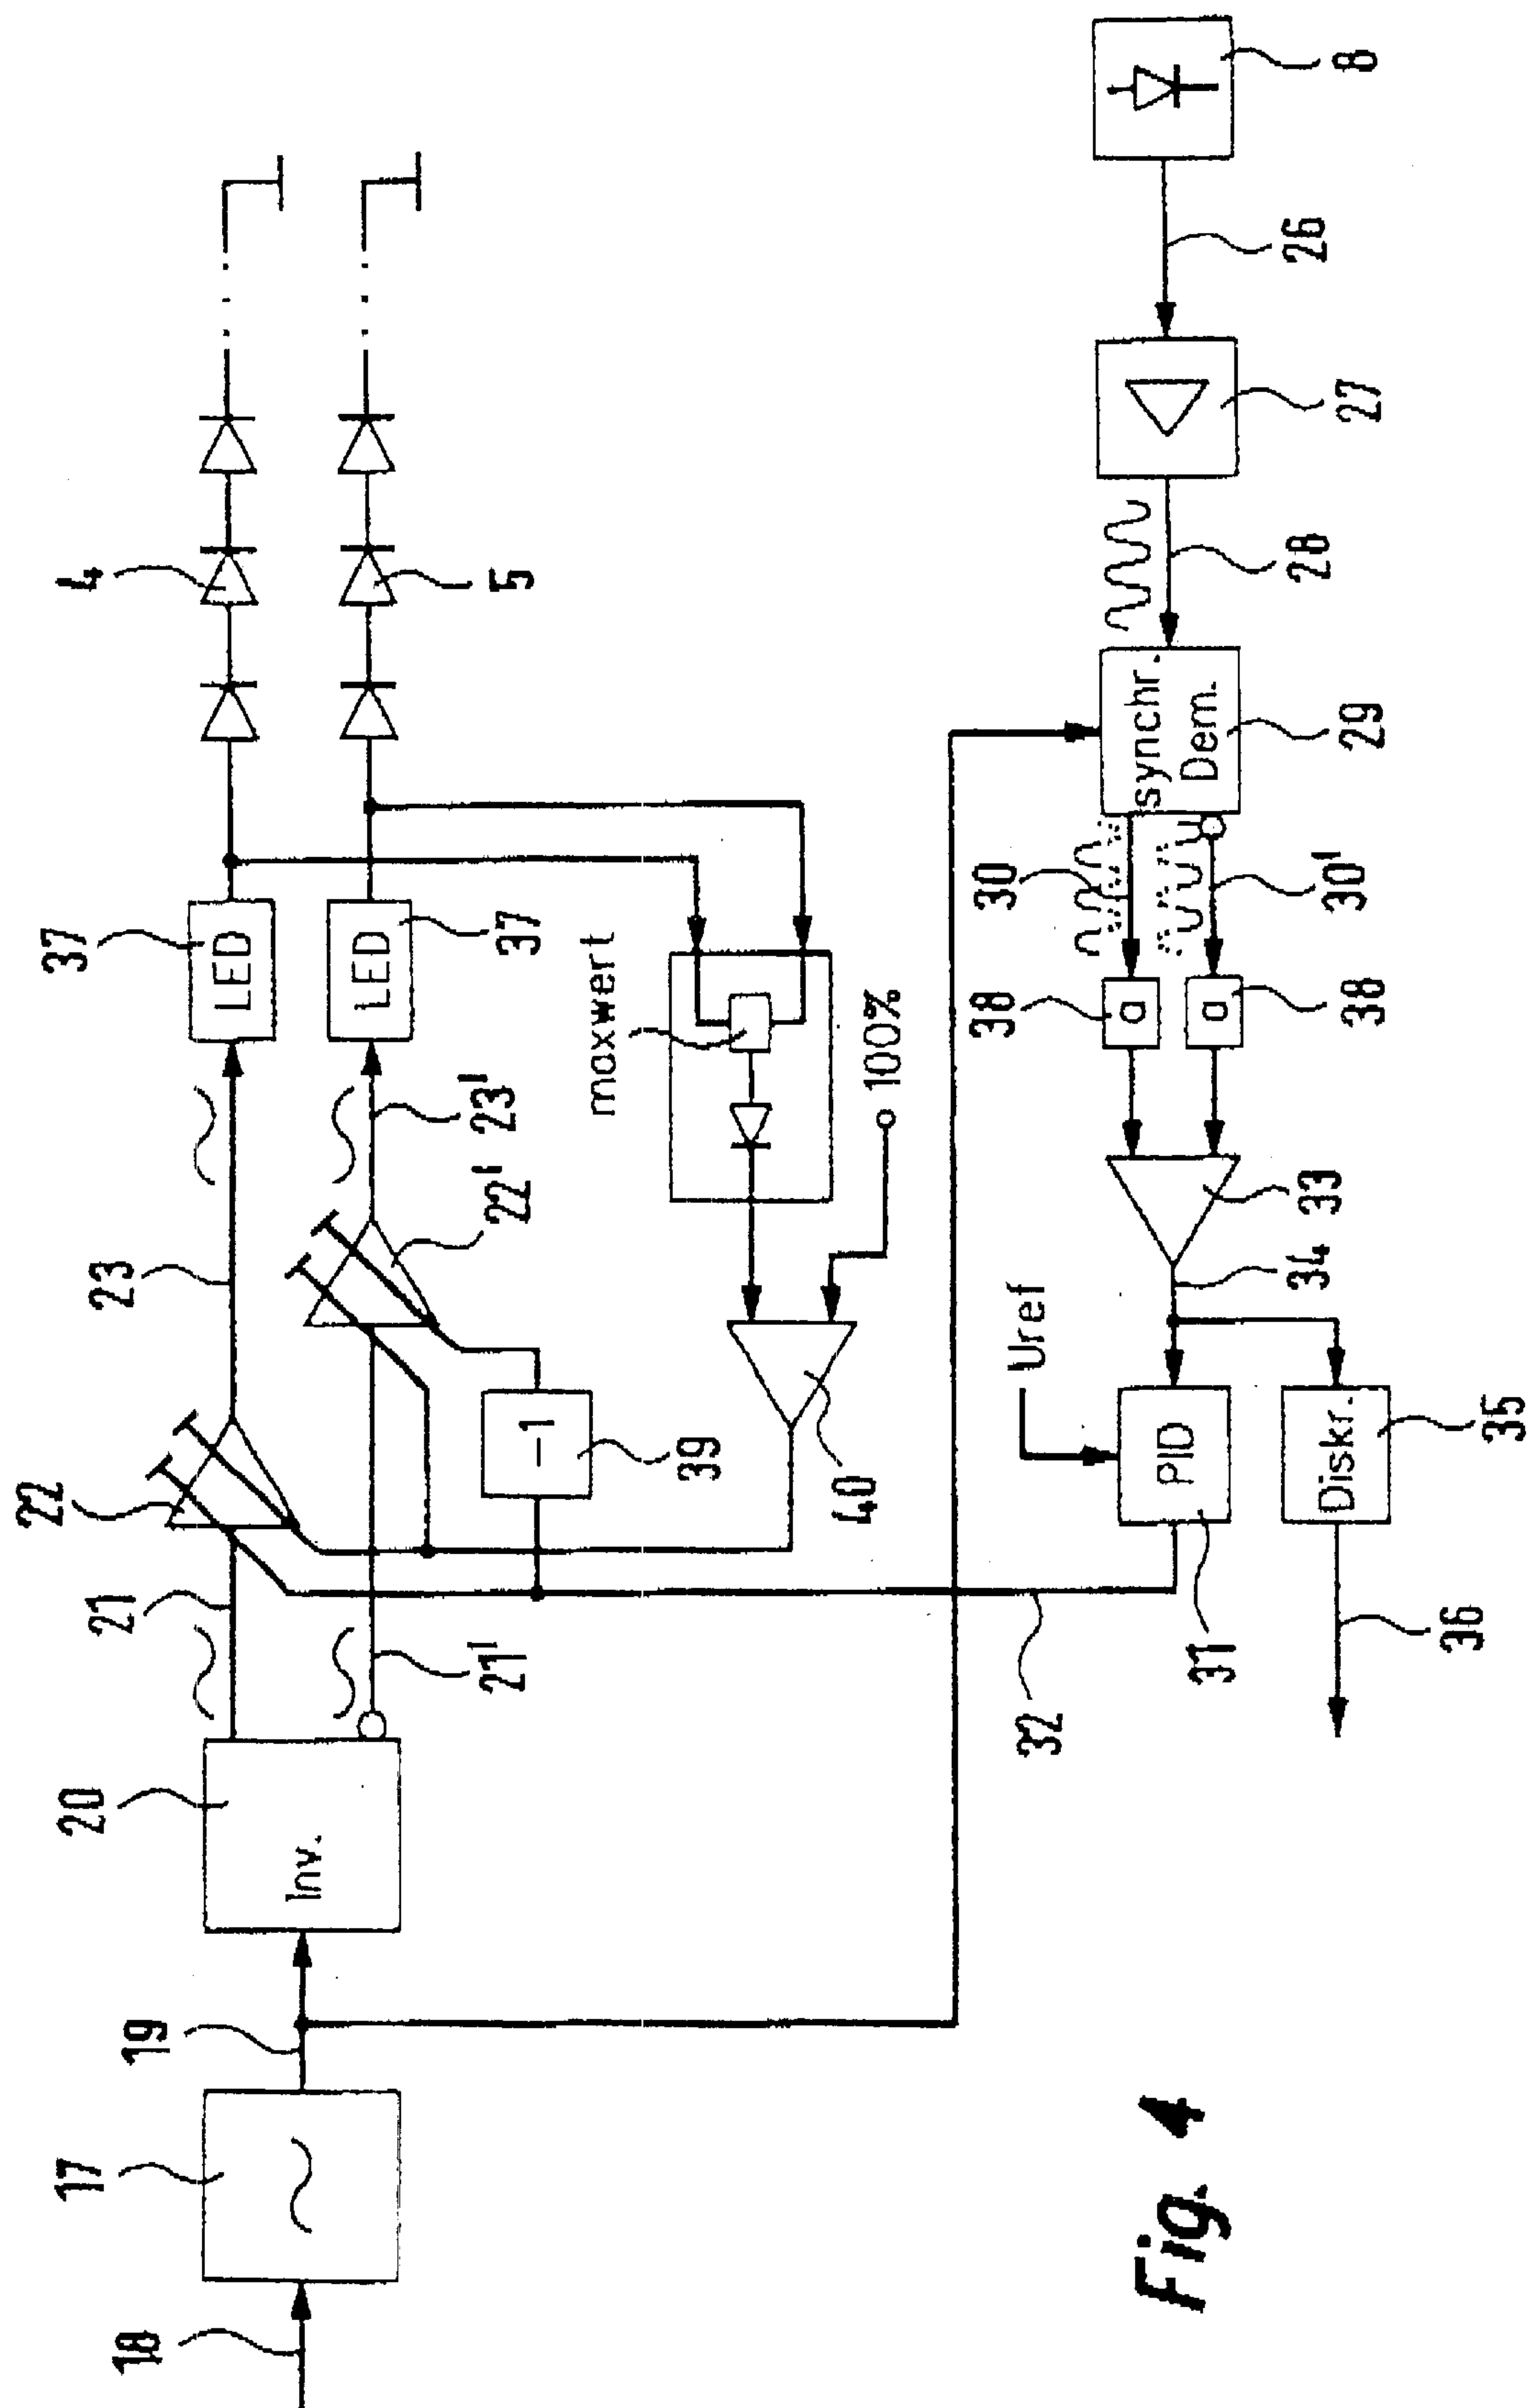 18
17
19
20
Inv.
21
21'
22
22'
23
23'
37
LED
37
LED
4
5
39
-1
40
maxwert
100%
32
36
31
PID
Uref
35
Diskr.
34
33
38
a
38
a
30
30'
synchr.
Dem.
29
28
27
26
8
Fig. 4